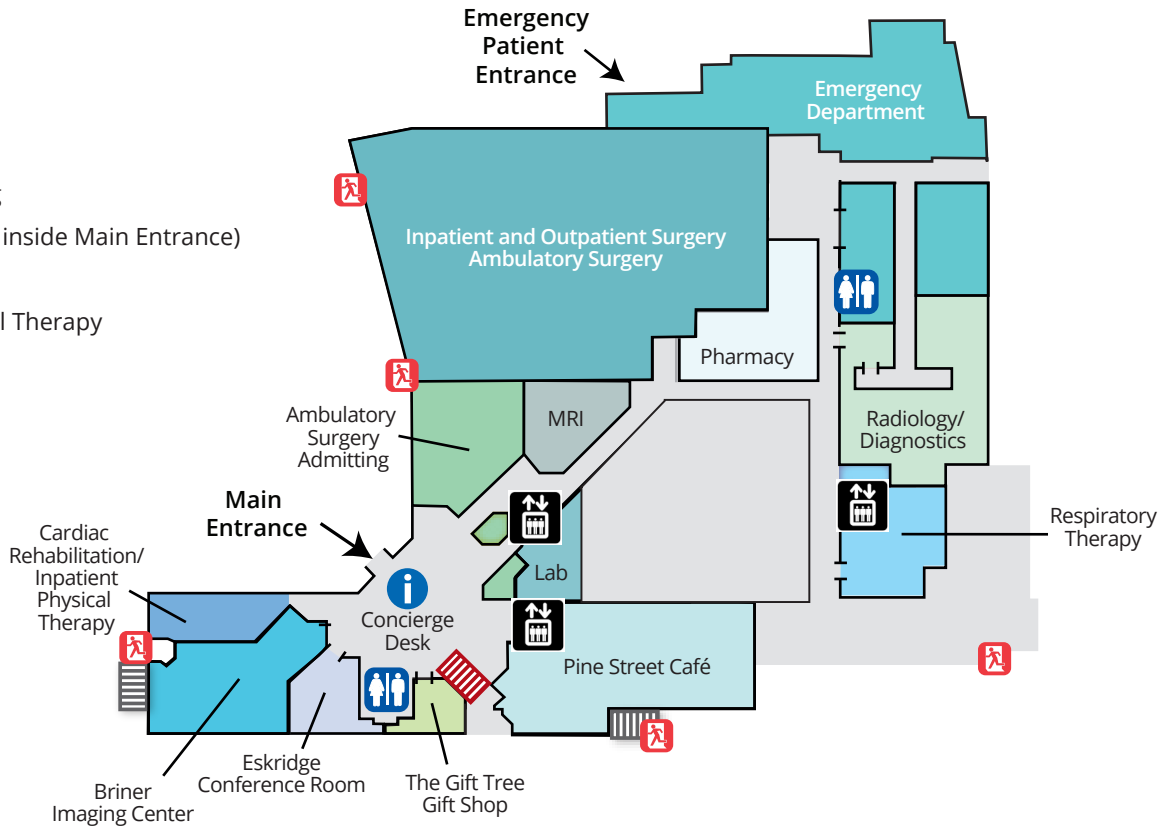 Emergency
Patient
Entrance
Emergency
Department
inside Main Entrance)
Therapy
Inpatient and Outpatient Surgery
Ambulatory Surgery
Pharmacy
Ambulatory
Surgery
Admitting
MRI
Radiology/
Diagnostics
Main
Entrance
Respiratory
Therapy
Cardiac
Rehabilitation/
Inpatient
Physical
Therapy
Lab
i
Concierge
Desk
Pine Street Café
Eskridge
Conference Room
The Gift Tree
Gift Shop
Briner
Imaging Center